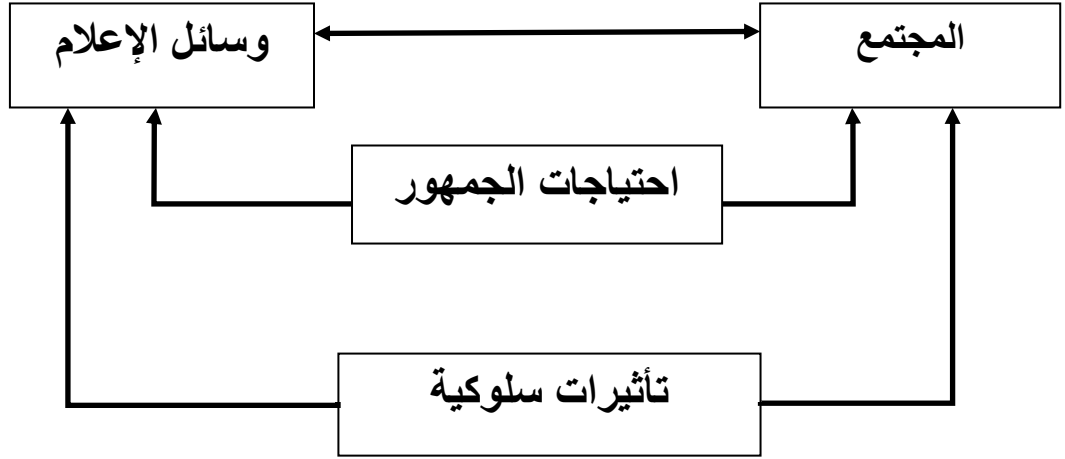 المجتمع
وسائل الإعلام
احتياجات الجمهور
تأثيرات سلوكية